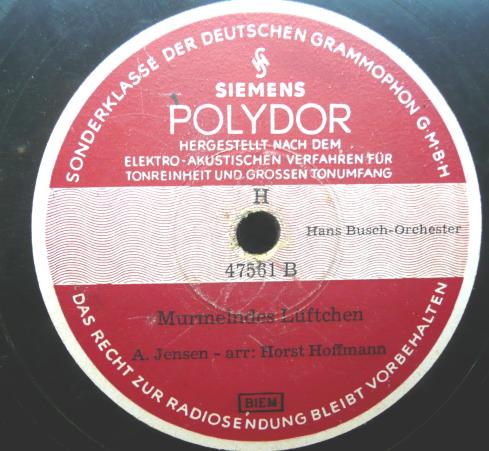 SONDERKLASSE DER DEUTSCHEN GRAMMOPHON G·M·B·H
SIEMENS
POLYDOR
HERGESTELLT NACH DEM
ELEKTRO-AKUSTISCHEN VERFAHREN FÜR
TONREINHEIT UND GROSSEN TONUMFANG
H
Hans Busch-Orchester
47561 B
Murmelndes Lüftchen
A. Jensen - arr: Horst Hoffmann
BIEM
DAS RECHT ZUR RADIOSENDUNG BLEIBT VORBEHALTEN